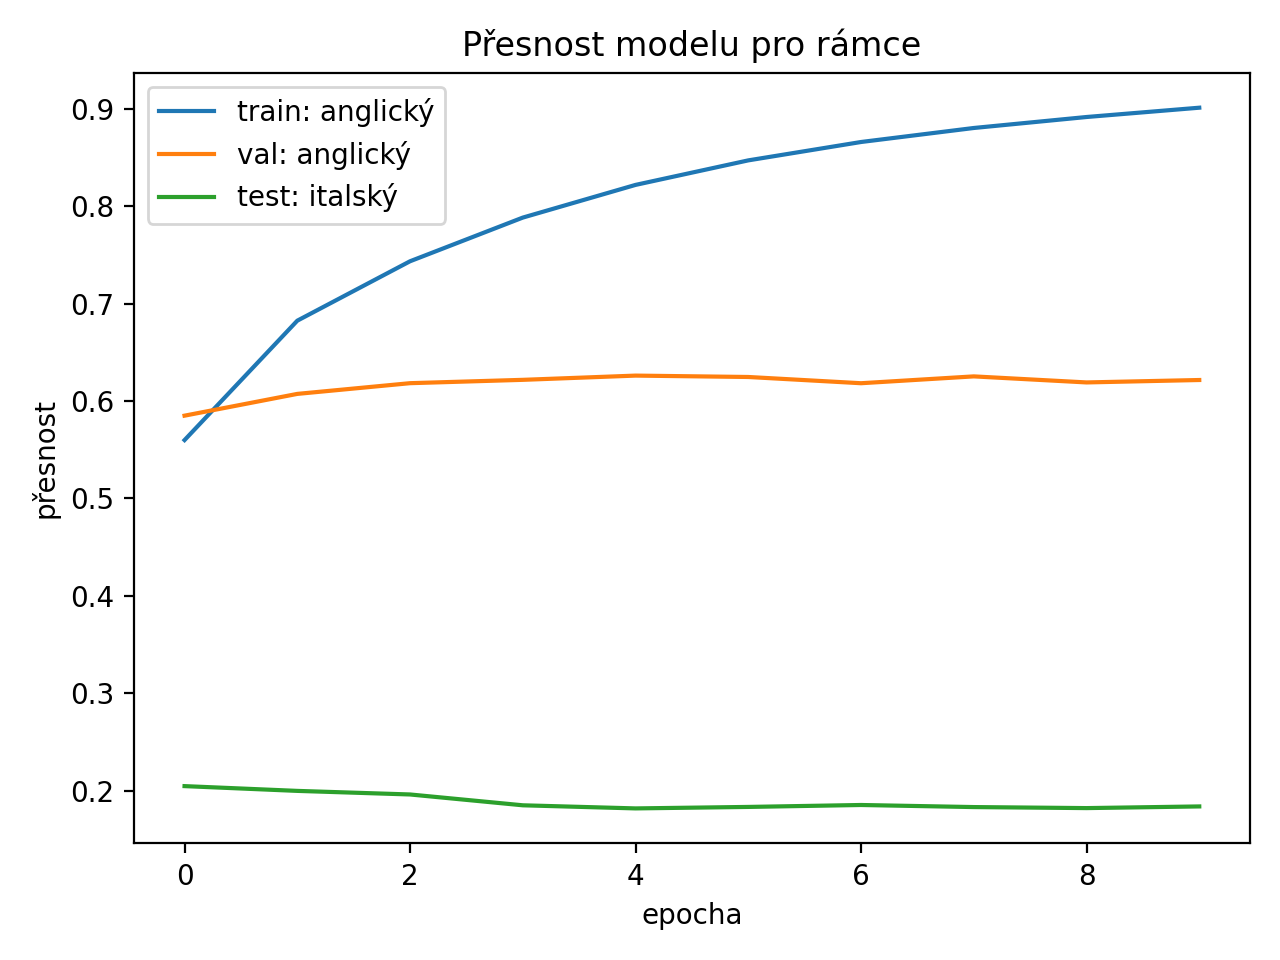 Přesnost modelu pro rámce
train: anglický
val: anglický
test: italský
0.9
0.8
0.7
0.6
0.5
0.4
0.3
0.2
přesnost
0 2 4 6 8
epocha